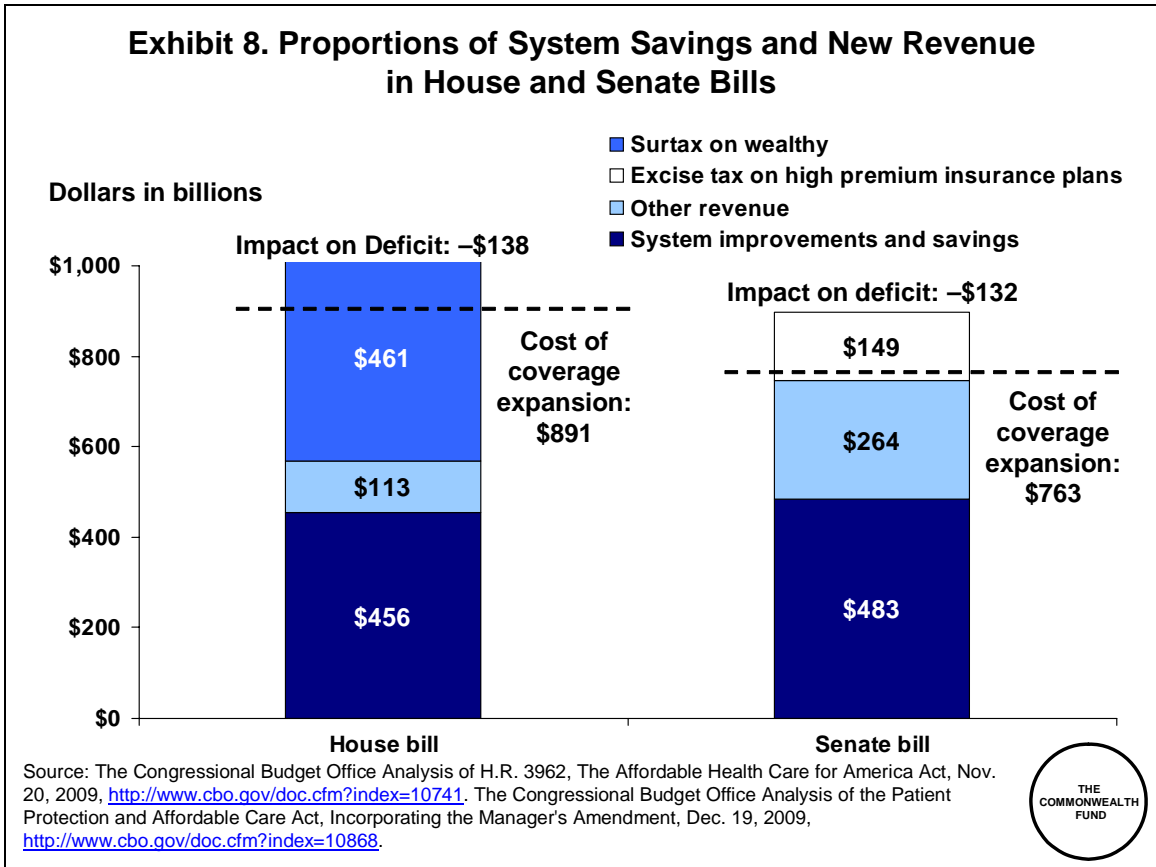 Exhibit 8. Proportions of System Savings and New Revenue
in House and Senate Bills
Surtax on wealthy
Excise tax on high premium insurance plans
Other revenue
System improvements and savings
Dollars in billions
Impact on Deficit: –$138
Impact on deficit: –$132
$1,000
$800
$600
$400
$200
$0
$461
$113
$456
Cost of
coverage
expansion:
$891
$149
$264
$483
Cost of
coverage
expansion:
$763
House bill
Senate bill
Source: The Congressional Budget Office Analysis of H.R. 3962, The Affordable Health Care for America Act, Nov.
20, 2009, http://www.cbo.gov/doc.cfm?index=10741. The Congressional Budget Office Analysis of the Patient
Protection and Affordable Care Act, Incorporating the Manager's Amendment, Dec. 19, 2009,
http://www.cbo.gov/doc.cfm?index=10868.
THE
COMMONWEALTH
FUND